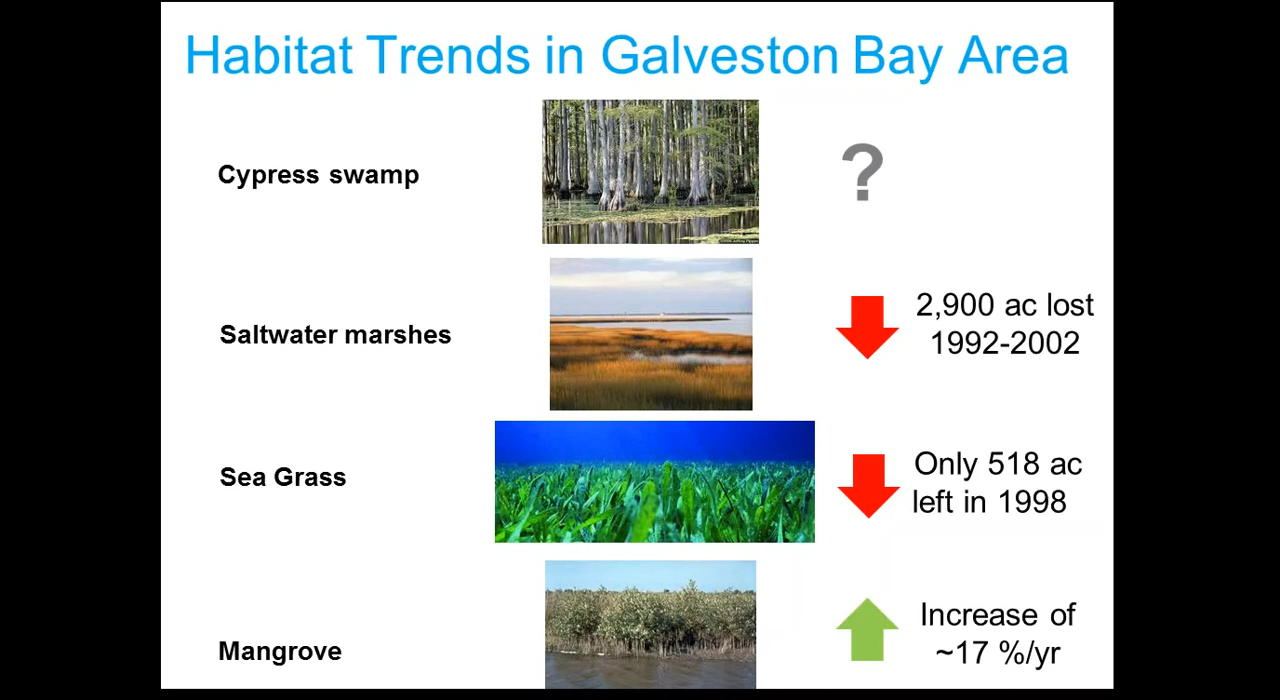 Habitat Trends in Galveston Bay Area
Cypress swamp
?
Saltwater marshes
2,900 ac lost
1992-2002
Sea Grass
Only 518 ac
left in 1998
Mangrove
Increase of
~17 %/yr